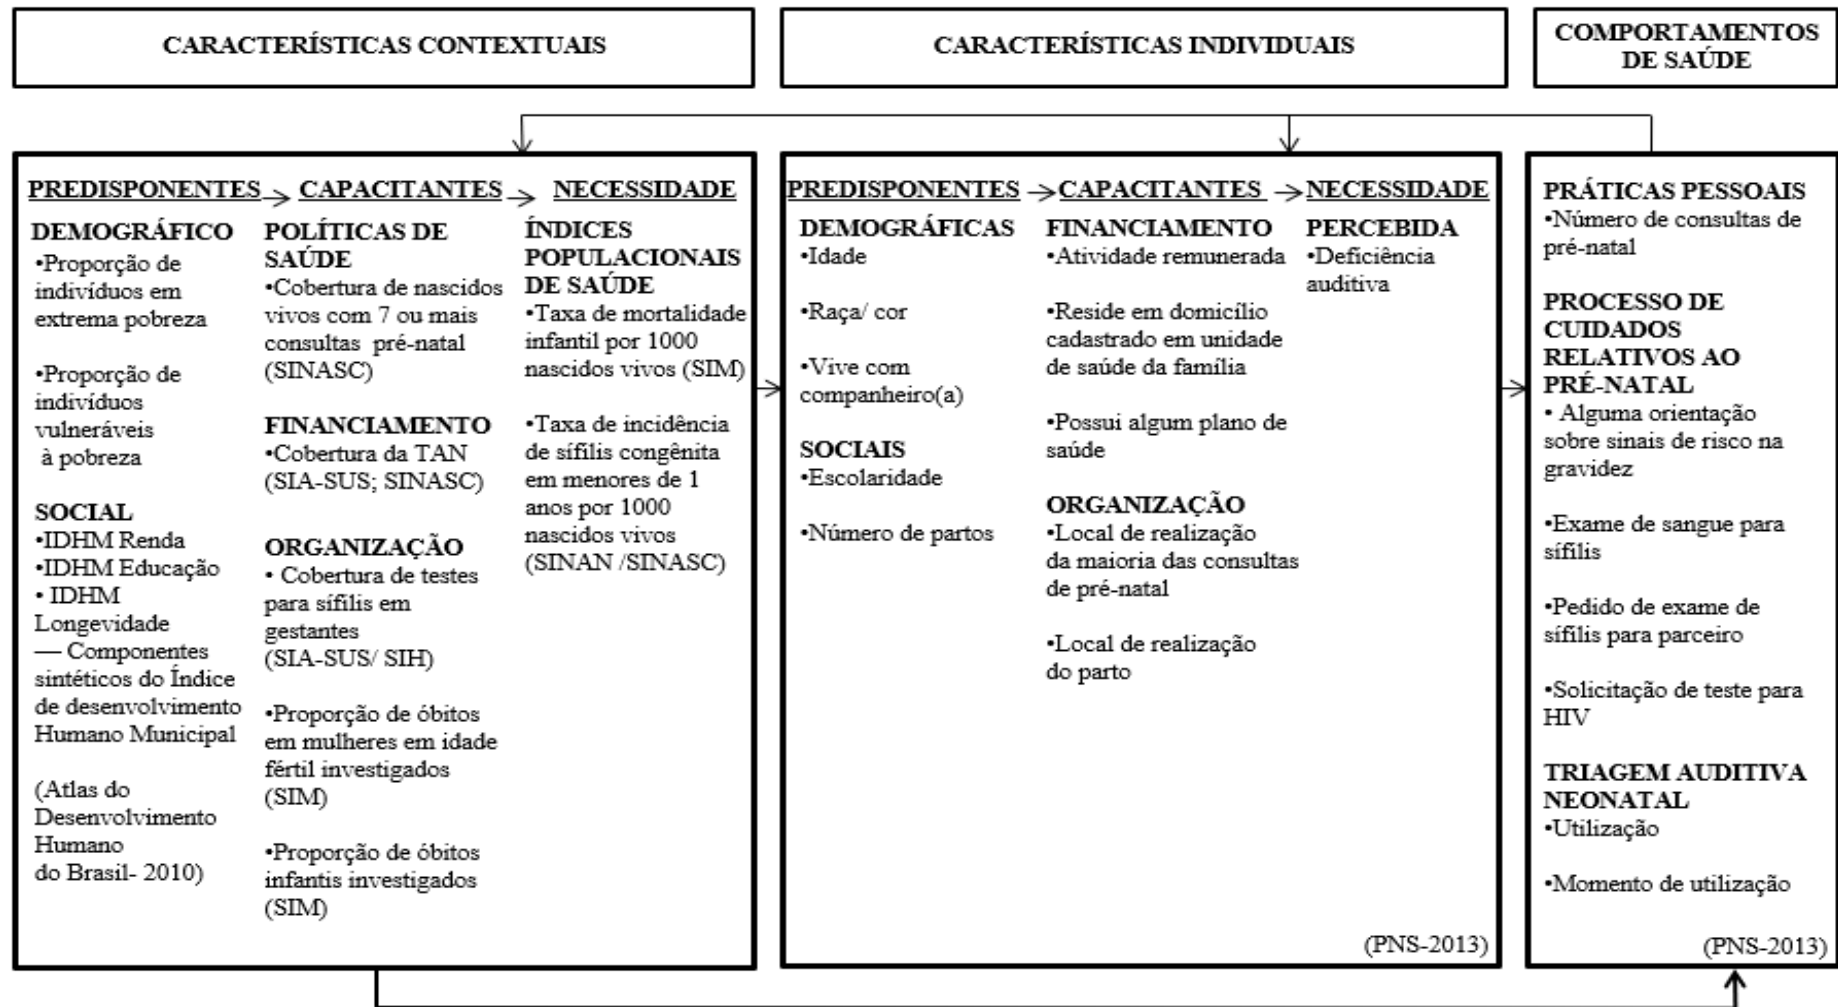 CARACTERÍSTICAS CONTEXTUAIS
CARACTERÍSTICAS INDIVIDUAIS
COMPORTAMENTOS
DE SAÚDE
PREDISPONENTES
DEMOGRÁFICO
•Proporção de
indivíduos em
extrema pobreza
•Proporção de
indivíduos
vulneráveis
à pobreza
SOCIAL
•IDHM Renda
•IDHM Educação
• IDHM
Longevidade
— Componentes
sintéticos do Índice
de desenvolvimento
Humano Municipal
(Atlas do
Desenvolvimento
Humano
do Brasil- 2010)
CAPACITANTES
POLÍTICAS DE
SAÚDE
•Cobertura de nascidos
vivos com 7 ou mais
consultas pré-natal
(SINASC)
FINANCIAMENTO
•Cobertura da TAN
(SIA-SUS; SINASC)
ORGANIZAÇÃO
• Cobertura de testes
para sífilis em
gestantes
(SIA-SUS/ SIH)
•Proporção de óbitos
em mulheres em idade
fértil investigados
(SIM)
•Proporção de óbitos
infantis investigados
(SIM)
NECESSIDADE
ÍNDICES
POPULACIONAIS
DE SAÚDE
•Taxa de mortalidade
infantil por 1000
nascidos vivos (SIM)
•Taxa de incidência
de sífilis congênita
em menores de 1
anos por 1000
nascidos vivos
(SINAN /SINASC)
PREDISPONENTES
DEMOGRÁFICAS
•Idade
•Raça/ cor
•Vive com
companheiro(a)
SOCIAIS
•Escolaridade
•Número de partos
CAPACITANTES
FINANCIAMENTO
•Atividade remunerada
•Reside em domicílio
cadastrado em unidade
de saúde da família
•Possui algum plano de
saúde
ORGANIZAÇÃO
•Local de realização
da maioria das consultas
de pré-natal
•Local de realização
do parto
NECESSIDADE
PERCEBIDA
•Deficiência
auditiva
(PNS-2013)
PRÁTICAS PESSOAIS
•Número de consultas de
pré-natal
PROCESSO DE
CUIDADOS
RELATIVOS AO
PRÉ-NATAL
• Alguma orientação
sobre sinais de risco na
gravidez
•Exame de sangue para
sífilis
•Pedido de exame de
sífilis para parceiro
•Solicitação de teste para
HIV
TRIAGEM AUDITIVA
NEONATAL
•Utilização
•Momento de utilização
(PNS-2013)